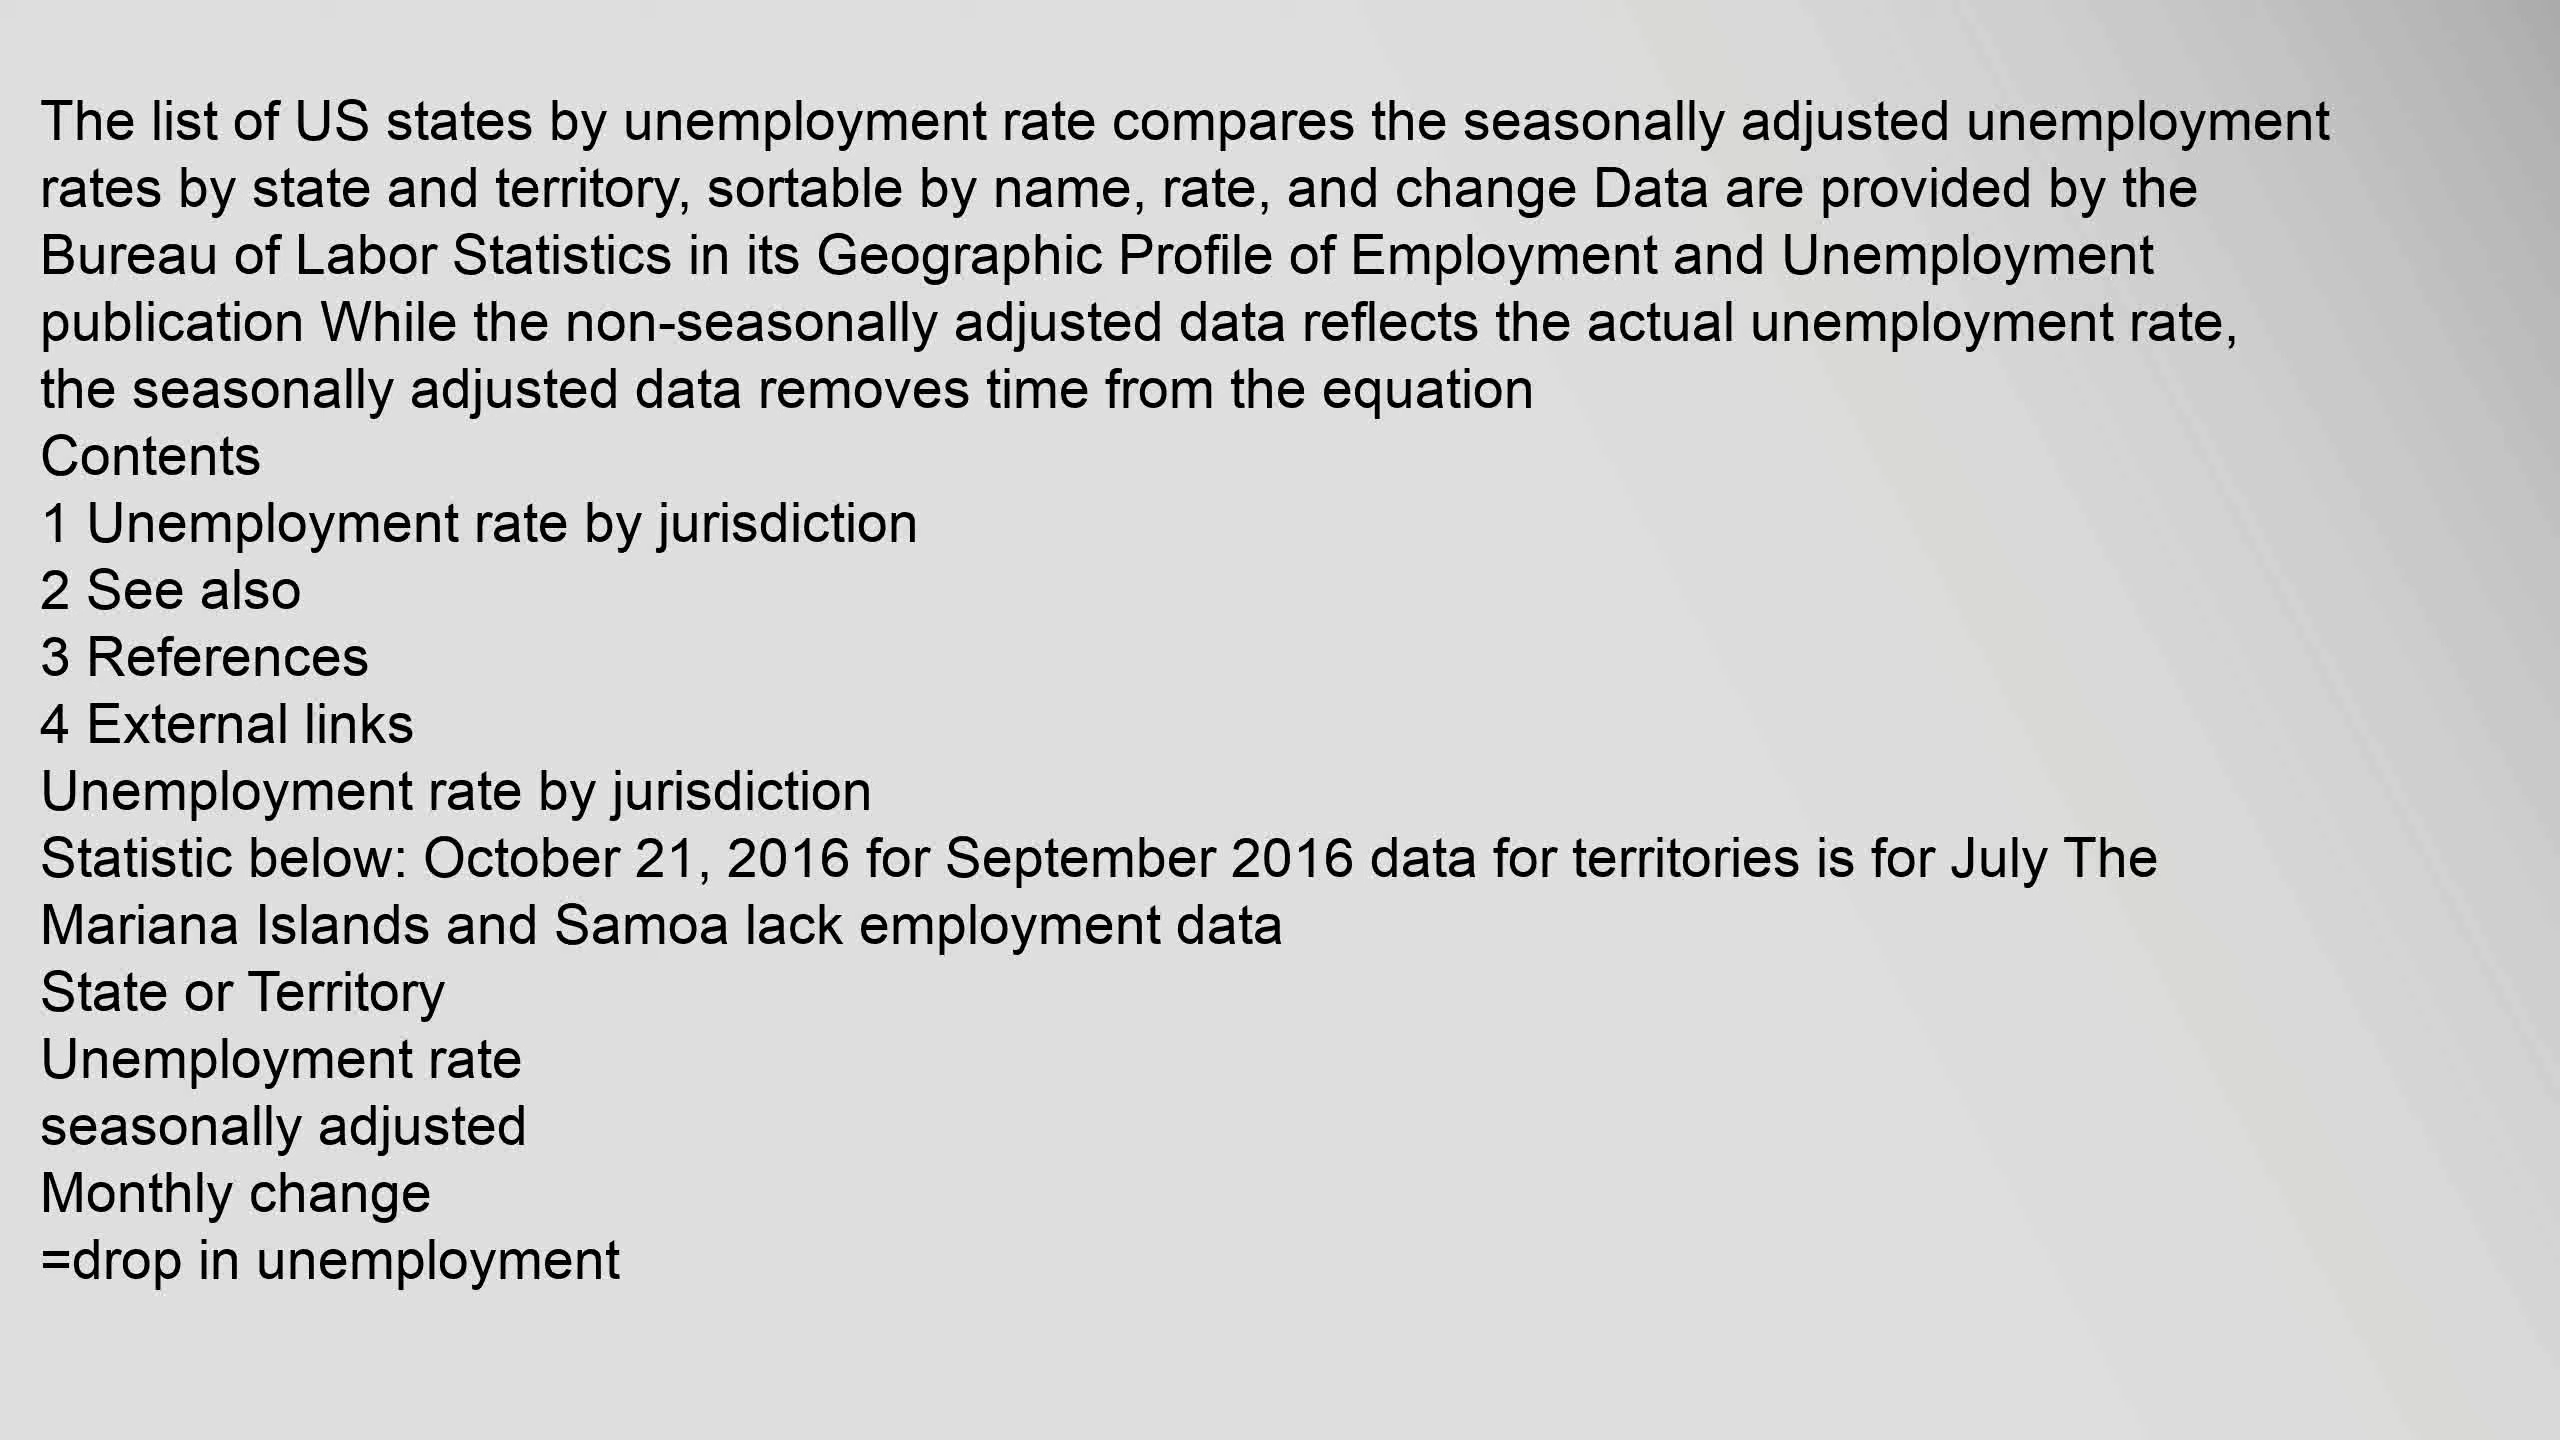 The list of US states by unemployment rate compares the seasonally adjusted unemployment
rates by state and territory, sortable by name, rate, and change Data are provided by the
Bureau of Labor Statistics in its Geographic Profile of Employment and Unemployment
publication While the non-seasonally adjusted data reflects the actual unemployment rate,
the seasonally adjusted data removes time from the equation
Contents
1 Unemployment rate by jurisdiction
2 See also
3 References
4 External links
Unemployment rate by jurisdiction
Statistic below: October 21, 2016 for September 2016 data for territories is for July The
Mariana Islands and Samoa lack employment data
State or Territory
Unemployment rate
seasonally adjusted
Monthly change
=drop in unemployment